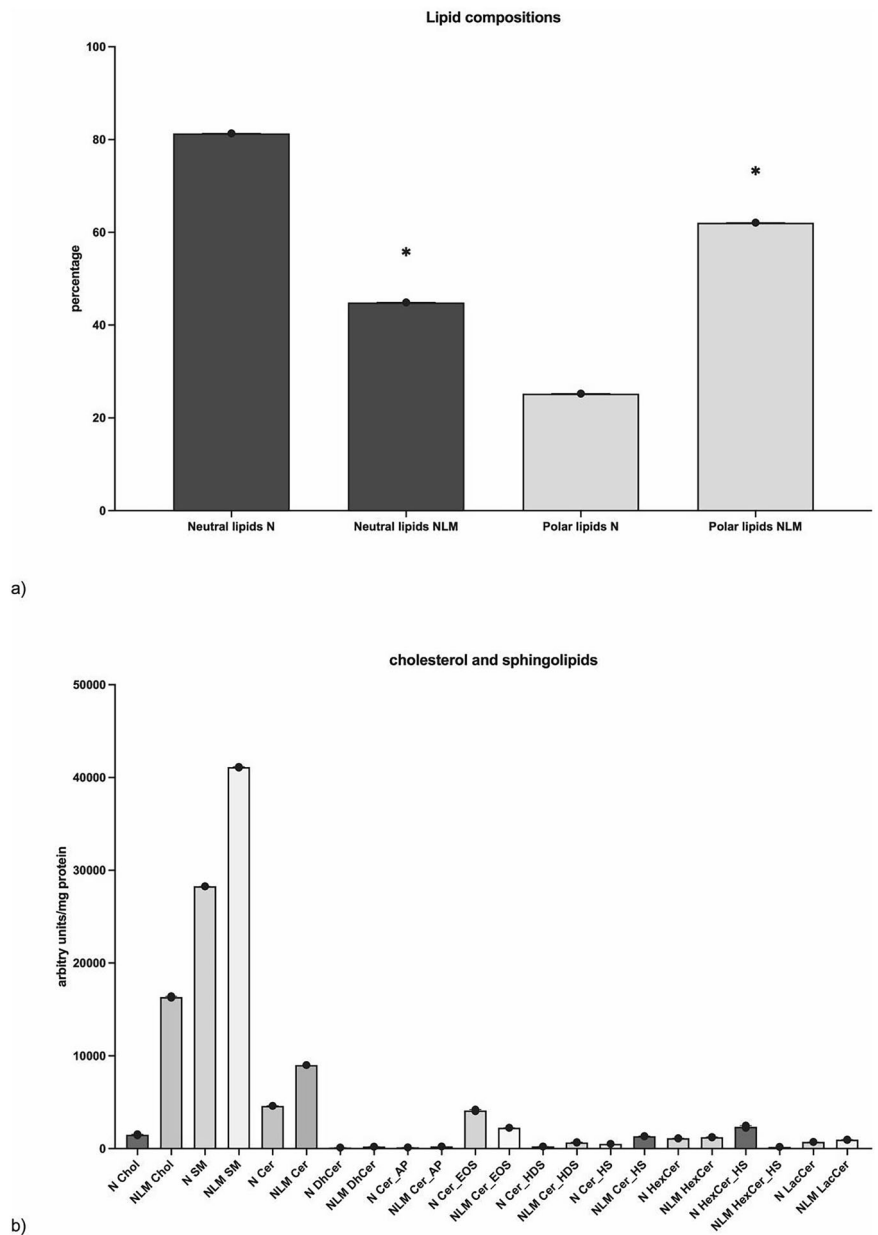 Lipid compositions
100
80
60
40
20
0
percentage
*
*
Neutral lipids N
Neutral lipids NLM
Polar lipids N
Polar lipids NLM
a)
cholesterol and sphingolipids
50000
40000
30000
20000
10000
0
arbitry units/mg protein
N Chol
NLM Chol
N SM
NLM SM
N Cer
NLM Cer
N DhCer
NLM DhCer
N Cer_AP
NLM Cer_AP
N Cer_EOS
NLM Cer_EOS
N Cer_HDS
NLM Cer_HDS
N Cer_HS
NLM Cer_HS
N HexCer
NLM HexCer
N HexCer_HS
NLM HexCer_HS
N LacCer
NLM LacCer
b)